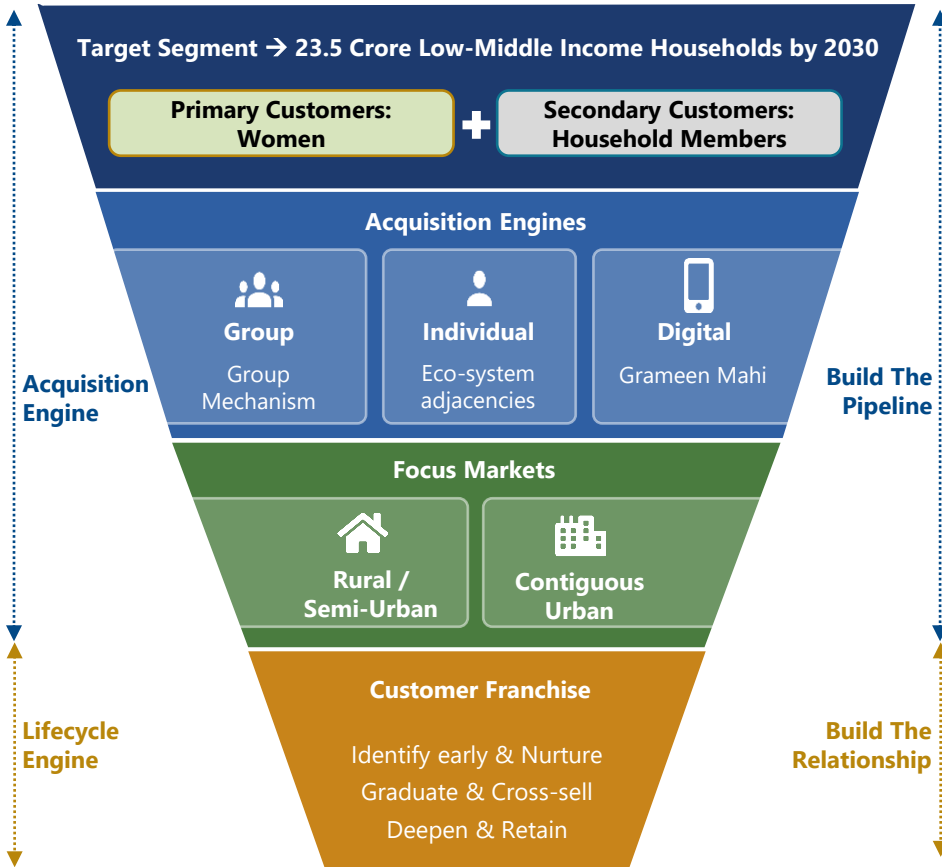 Target Segment → 23.5 Crore Low-Middle Income Households by 2030
Primary Customers:
Women
Secondary Customers:
Household Members
Acquisition Engines
Group
Group
Mechanism
Individual
Eco-system
adjacencies
Digital
Grameen Mahi
Acquisition
Engine
Build The
Pipeline
Focus Markets
Rural /
Semi-Urban
Contiguous
Urban
Customer Franchise
Identify early & Nurture
Graduate & Cross-sell
Deepen & Retain
Lifecycle
Engine
Build The
Relationship